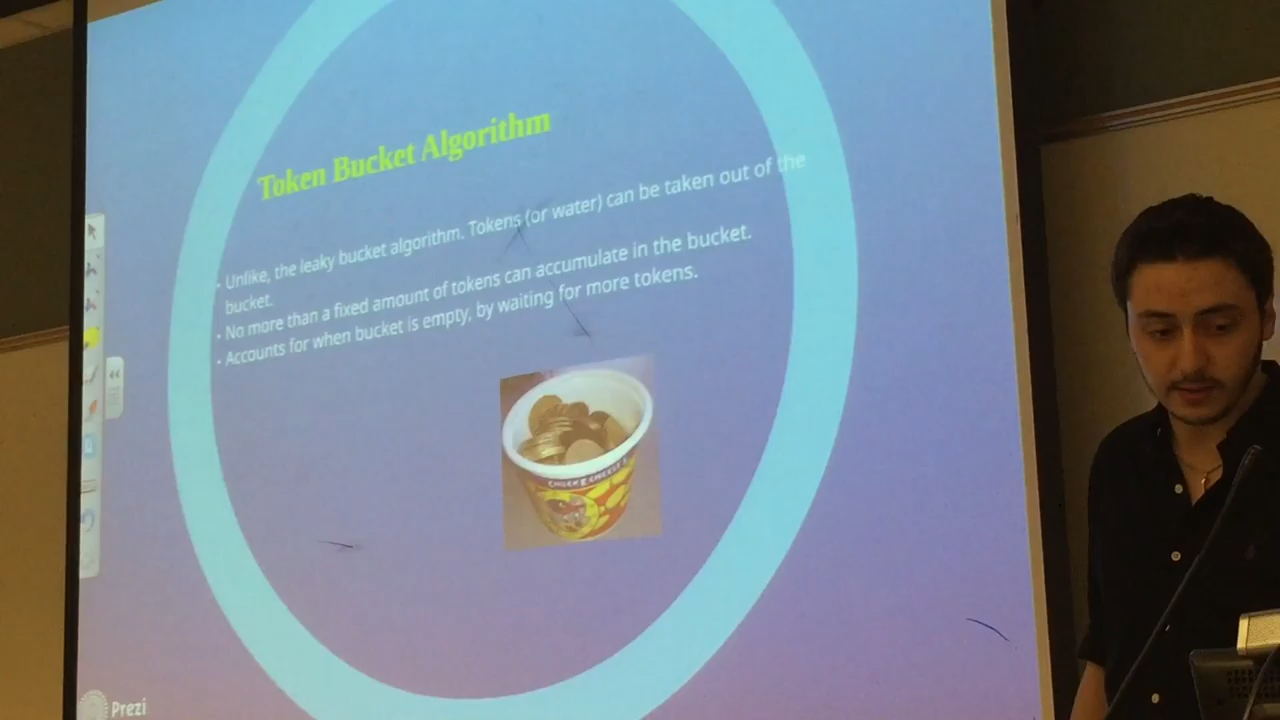 Token Bucket Algorithm
· Unlike, the leaky bucket algorithm. Tokens (or water) can be taken out of the
bucket.
· No more than a fixed amount of tokens can accumulate in the bucket.
· Accounts for when bucket is empty, by waiting for more tokens.
CHUCK E. CHEESE'S
Prezi